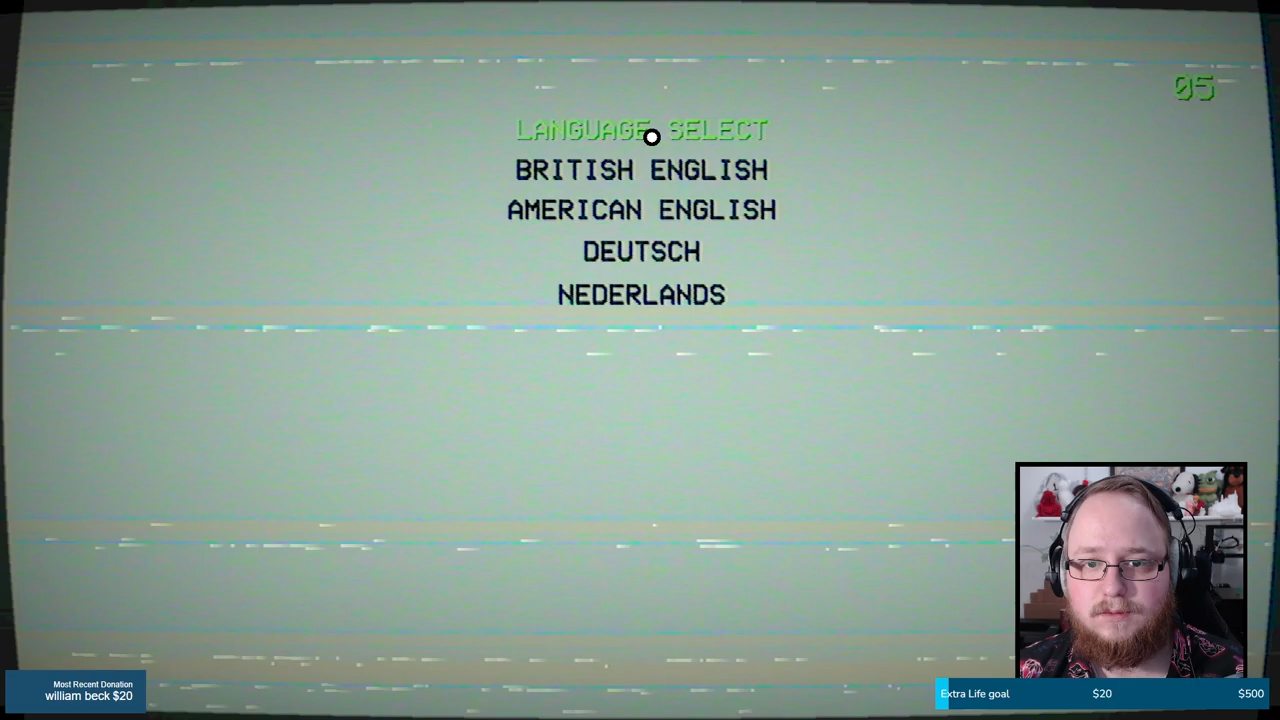 05
LANGUAGE SELECT
BRITISH ENGLISH
AMERICAN ENGLISH
DEUTSCH
NEDERLANDS
Most Recent Donation
william beck $20
Extra Life goal $20 $500